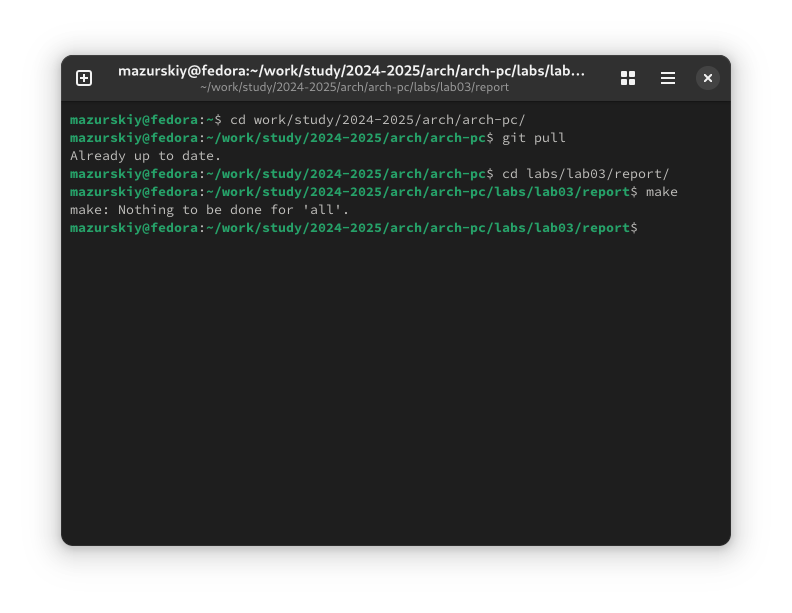 mazurskiy@fedora:~/work/study/2024-2025/arch/arch-pc/labs/lab...
~/work/study/2024-2025/arch/arch-pc/labs/lab03/report
mazurskiy@fedora:~$ cd work/study/2024-2025/arch/arch-pc/
mazurskiy@fedora:~/work/study/2024-2025/arch/arch-pc$ git pull
Already up to date.
mazurskiy@fedora:~/work/study/2024-2025/arch/arch-pc$ cd labs/lab03/report/
mazurskiy@fedora:~/work/study/2024-2025/arch/arch-pc/labs/lab03/report$ make
make: Nothing to be done for 'all'.
mazurskiy@fedora:~/work/study/2024-2025/arch/arch-pc/labs/lab03/report$